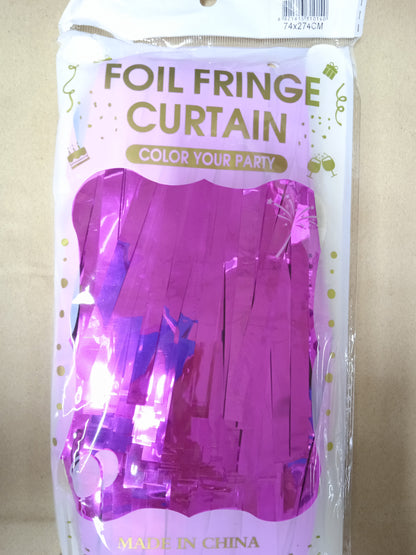 74x274CM
FOIL FRINGE
CURTAIN
COLOR YOUR PARTY
MADE IN CHINA